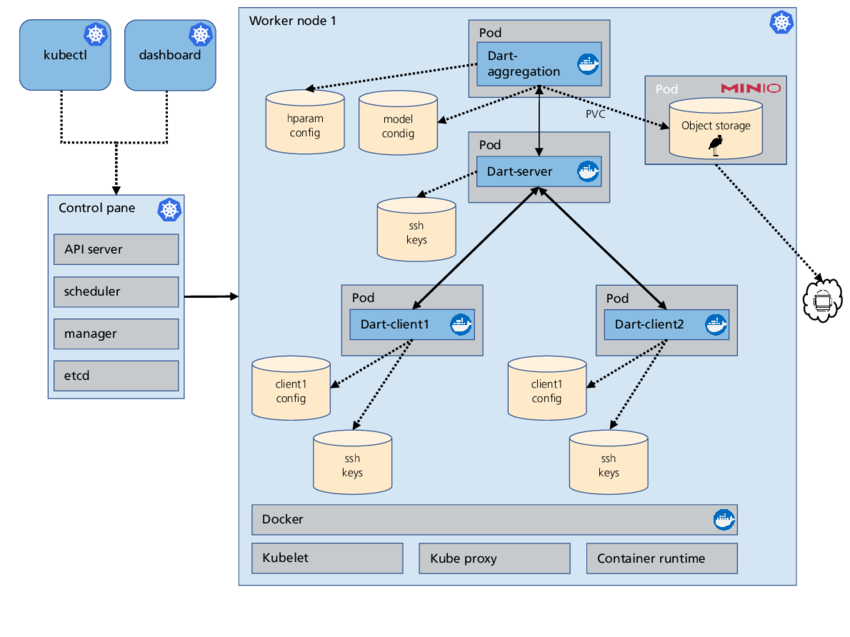 kubectl
dashboard
Control pane
API server
scheduler
manager
etcd
Worker node 1
Pod
Dart-
aggregation
hparam
config
model
condig
PVC
Pod
MINIO
Object storage
Pod
Dart-server
ssh
keys
Pod
Dart-client1
Pod
Dart-client2
client1
config
client1
config
ssh
keys
ssh
keys
Docker
Kubelet
Kube proxy
Container runtime